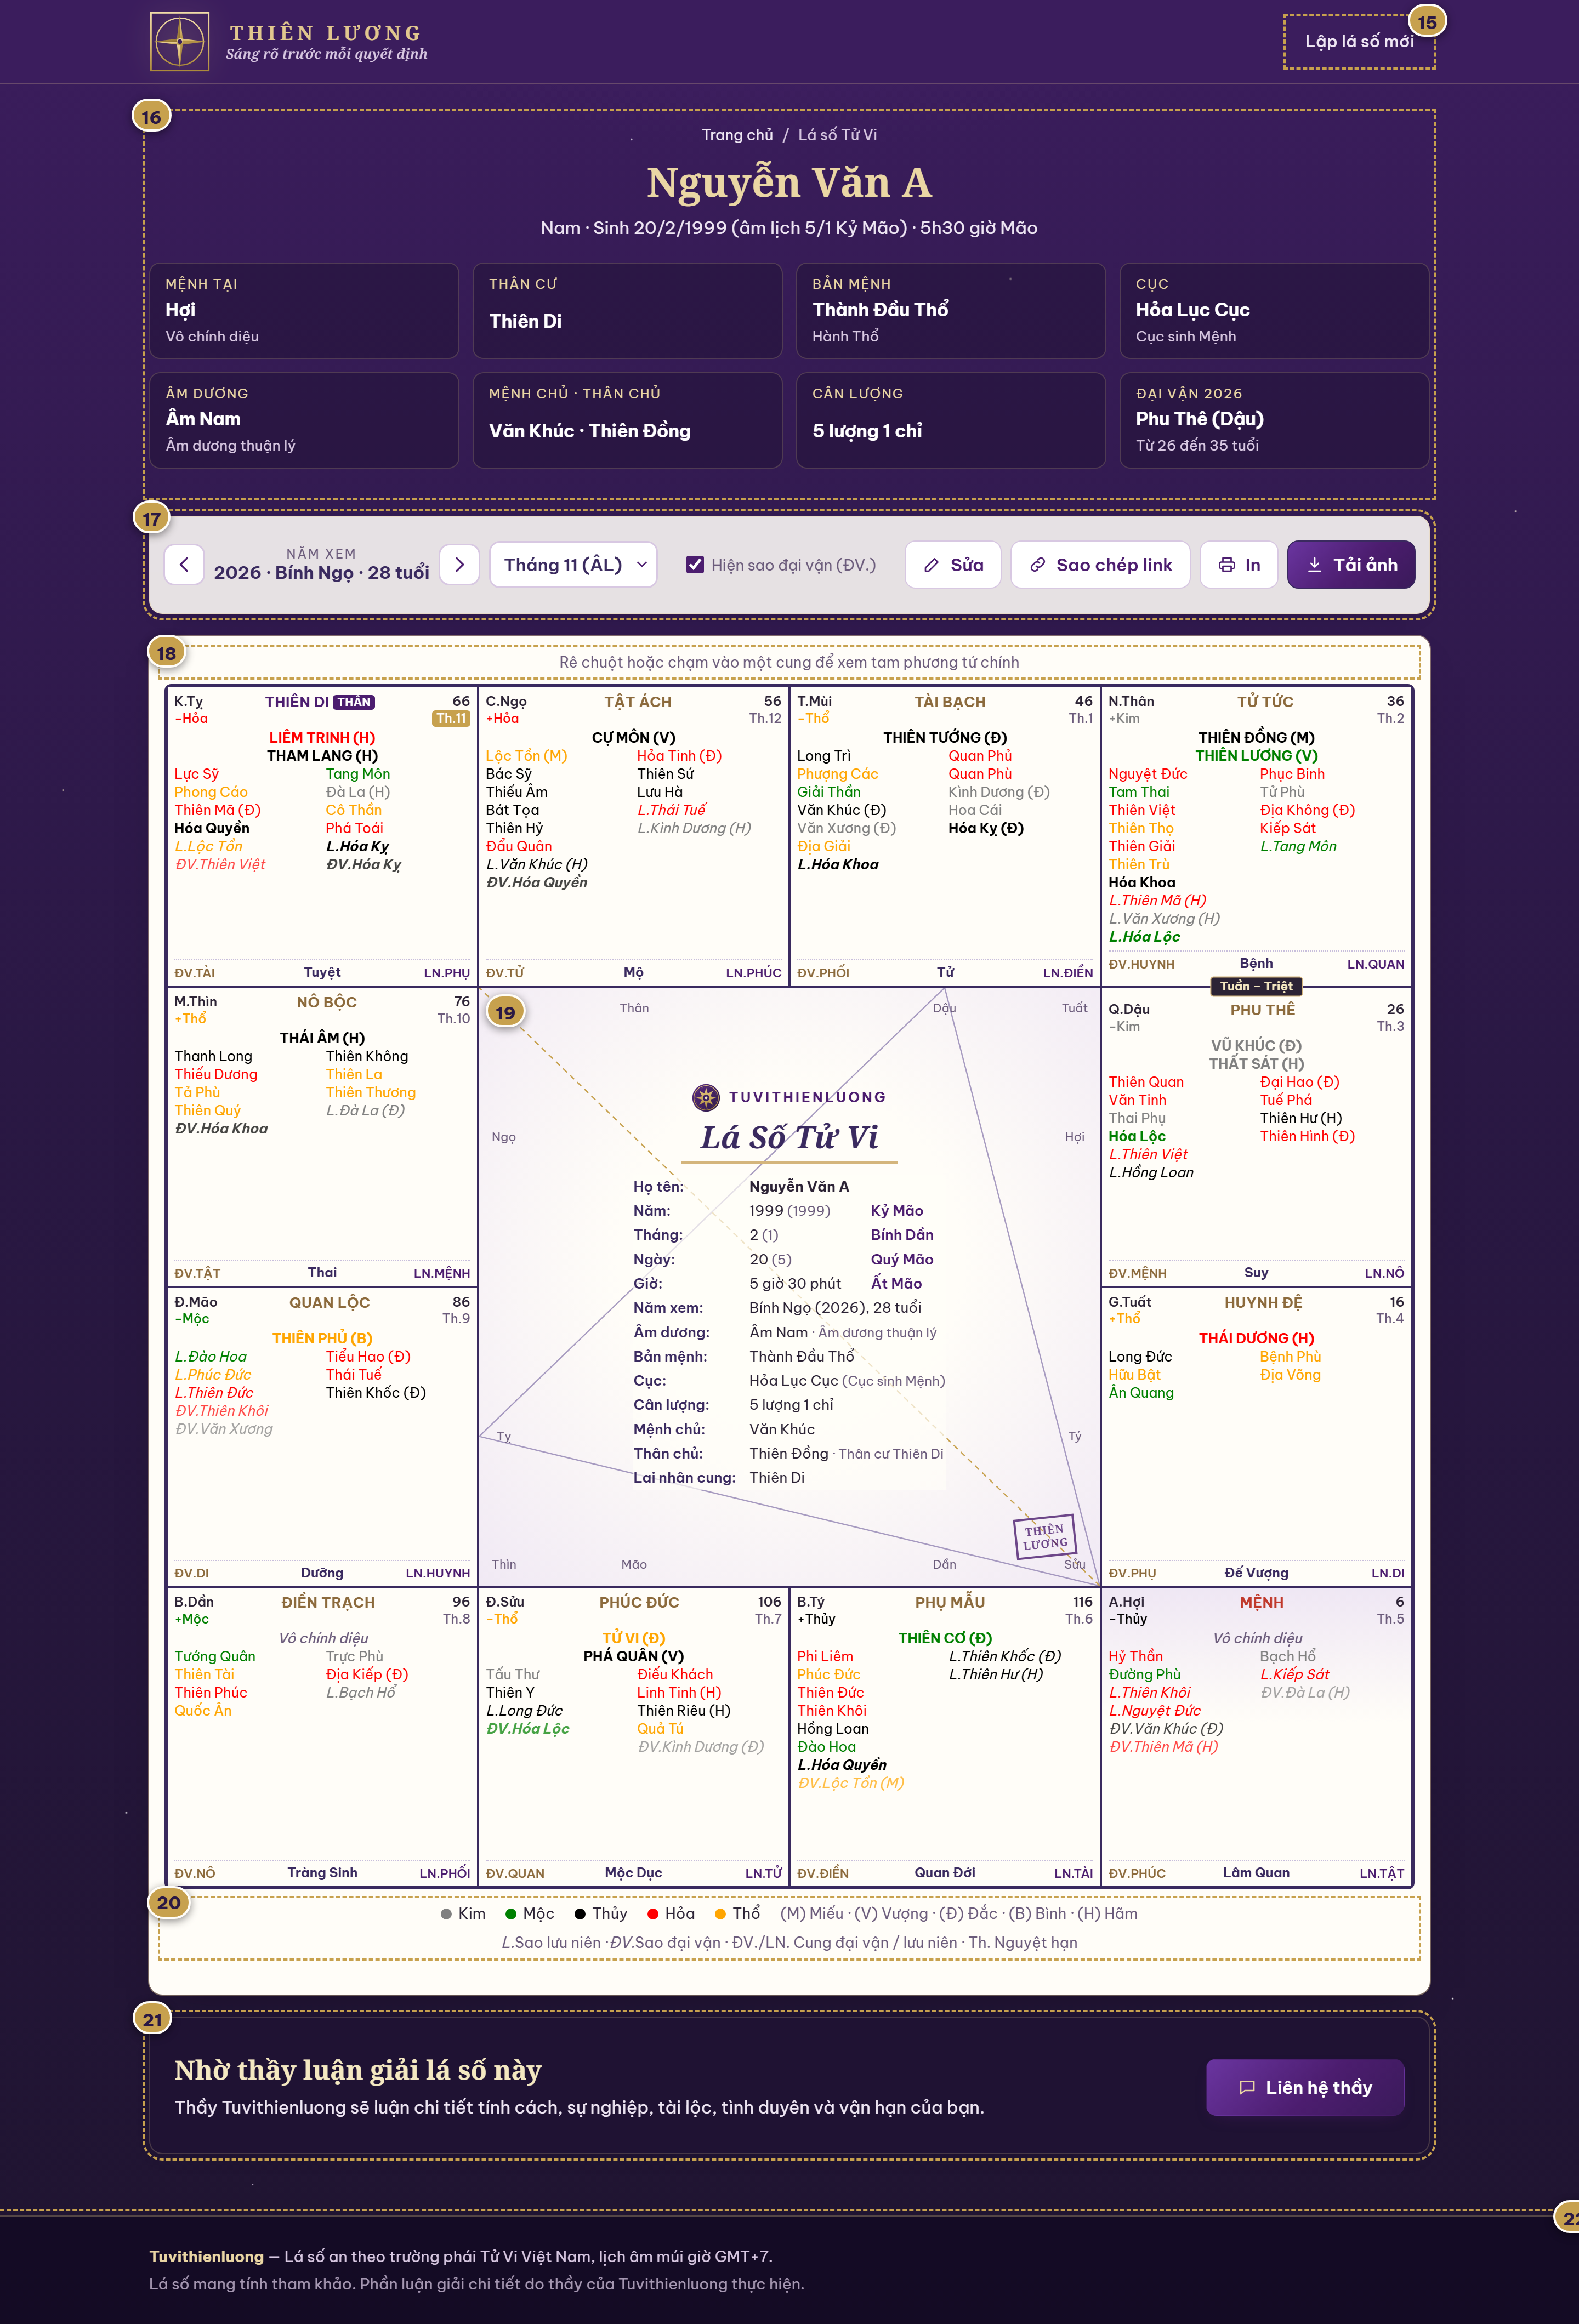 THIÊN LƯƠNG
Sáng rõ trước mỗi quyết định
Lập lá số mới
15
16
Trang chủ / Lá số Tử Vi
Nguyễn Văn A
Nam · Sinh 20/2/1999 (âm lịch 5/1 Kỷ Mão) · 5h30 giờ Mão
MỆNH TẠI
Hợi
Vô chính diệu
THÂN CƯ
Thiên Di
BẢN MỆNH
Thành Đầu Thổ
Hành Thổ
CỤC
Hỏa Lục Cục
Cục sinh Mệnh
ÂM DƯƠNG
Âm Nam
Âm dương thuận lý
MỆNH CHỦ · THÂN CHỦ
Văn Khúc · Thiên Đồng
CÂN LƯỢNG
5 lượng 1 chỉ
ĐẠI VẬN 2026
Phu Thê (Dậu)
Từ 26 đến 35 tuổi
17
NĂM XEM
2026 · Bính Ngọ · 28 tuổi
Tháng 11 (ÂL)
Hiện sao đại vận (ĐV.)
Sửa
Sao chép link
In
Tải ảnh
18
Rê chuột hoặc chạm vào một cung để xem tam phương tứ chính
K.Tỵ THIÊN DI THÂN 66
-Hỏa Th.11
LIÊM TRINH (H)
THAM LANG (H)
Lực Sỹ Tang Môn
Phong Cáo Đà La (H)
Thiên Mã (Đ) Cô Thần
Hóa Quyền Phá Toái
L.Lộc Tồn L.Hóa Kỵ
ĐV.Thiên Việt ĐV.Hóa Kỵ
ĐV.TÀI Tuyệt LN.PHỤ
C.Ngọ TẬT ÁCH 56
+Hỏa Th.12
CỰ MÔN (V)
Lộc Tồn (M) Hỏa Tinh (Đ)
Bác Sỹ Thiên Sứ
Thiếu Âm Lưu Hà
Bát Tọa L.Thái Tuế
Thiên Hỷ L.Kình Dương (H)
Đẩu Quân
L.Văn Khúc (H)
ĐV.Hóa Quyền
ĐV.TỬ Mộ LN.PHÚC
T.Mùi TÀI BẠCH 46
-Thổ Th.1
THIÊN TƯỚNG (Đ)
Long Trì Quan Phủ
Phượng Các Quan Phù
Giải Thần Kình Dương (Đ)
Văn Khúc (Đ) Hoa Cái
Văn Xương (Đ) Hóa Kỵ (Đ)
Địa Giải
L.Hóa Khoa
ĐV.PHỐI Tử LN.ĐIỀN
N.Thân TỬ TỨC 36
+Kim Th.2
THIÊN ĐỒNG (M)
THIÊN LƯƠNG (V)
Nguyệt Đức Phục Binh
Tam Thai Tử Phù
Thiên Việt Địa Không (Đ)
Thiên Thọ Kiếp Sát
Thiên Giải L.Tang Môn
Thiên Trù
Hóa Khoa
L.Thiên Mã (H)
L.Văn Xương (H)
L.Hóa Lộc
ĐV.HUYNH Bệnh LN.QUAN
Tuần – Triệt
M.Thìn NÔ BỘC 76
+Thổ Th.10
THÁI ÂM (H)
Thanh Long Thiên Không
Thiếu Dương Thiên La
Tả Phù Thiên Thương
Thiên Quý L.Đà La (Đ)
ĐV.Hóa Khoa
ĐV.TẬT Thai LN.MỆNH
Q.Dậu PHU THÊ 26
-Kim Th.3
VŨ KHÚC (Đ)
THẤT SÁT (H)
Thiên Quan Đại Hao (Đ)
Văn Tinh Tuế Phá
Thai Phụ Thiên Hư (H)
Hóa Lộc Thiên Hình (Đ)
L.Thiên Việt
L.Hồng Loan
ĐV.MỆNH Suy LN.NÔ
Đ.Mão QUAN LỘC 86
-Mộc Th.9
THIÊN PHỦ (B)
L.Đào Hoa Tiểu Hao (Đ)
L.Phúc Đức Thái Tuế
L.Thiên Đức Thiên Khốc (Đ)
ĐV.Thiên Khôi
ĐV.Văn Xương
ĐV.DI Dưỡng LN.HUYNH
G.Tuất HUYNH ĐỆ 16
+Thổ Th.4
THÁI DƯƠNG (H)
Long Đức Bệnh Phù
Hữu Bật Địa Võng
Ân Quang
ĐV.PHỤ Đế Vượng LN.DI
19
Thân Dậu Tuất
Ngọ Hợi
Tỵ Tý
Thìn Mão Dần Sửu
TUVITHIENLUONG
Lá Số Tử Vi
Họ tên: Nguyễn Văn A
Năm: 1999 (1999) Kỷ Mão
Tháng: 2 (1) Bính Dần
Ngày: 20 (5) Quý Mão
Giờ: 5 giờ 30 phút Ất Mão
Năm xem: Bính Ngọ (2026), 28 tuổi
Âm dương: Âm Nam · Âm dương thuận lý
Bản mệnh: Thành Đầu Thổ
Cục: Hỏa Lục Cục (Cục sinh Mệnh)
Cân lượng: 5 lượng 1 chỉ
Mệnh chủ: Văn Khúc
Thân chủ: Thiên Đồng · Thân cư Thiên Di
Lai nhân cung: Thiên Di
THIÊN
LƯƠNG
B.Dần ĐIỀN TRẠCH 96
+Mộc Th.8
Vô chính diệu
Tướng Quân Trực Phù
Thiên Tài Địa Kiếp (Đ)
Thiên Phúc L.Bạch Hổ
Quốc Ấn
ĐV.NÔ Tràng Sinh LN.PHỐI
Đ.Sửu PHÚC ĐỨC 106
-Thổ Th.7
TỬ VI (Đ)
PHÁ QUÂN (V)
Tấu Thư Điếu Khách
Thiên Y Linh Tinh (H)
L.Long Đức Thiên Riêu (H)
ĐV.Hóa Lộc Quả Tú
ĐV.Kình Dương (Đ)
ĐV.QUAN Mộc Dục LN.TỬ
B.Tý PHỤ MẪU 116
+Thủy Th.6
THIÊN CƠ (Đ)
Phi Liêm L.Thiên Khốc (Đ)
Phúc Đức L.Thiên Hư (H)
Thiên Đức
Thiên Khôi
Hồng Loan
Đào Hoa
L.Hóa Quyền
ĐV.Lộc Tồn (M)
ĐV.ĐIỀN Quan Đới LN.TÀI
A.Hợi MỆNH 6
-Thủy Th.5
Vô chính diệu
Hỷ Thần Bạch Hổ
Đường Phù L.Kiếp Sát
L.Thiên Khôi ĐV.Đà La (H)
L.Nguyệt Đức
ĐV.Văn Khúc (Đ)
ĐV.Thiên Mã (H)
ĐV.PHÚC Lâm Quan LN.TẬT
20
Kim Mộc Thủy Hỏa Thổ (M) Miếu · (V) Vượng · (Đ) Đắc · (B) Bình · (H) Hãm
L.Sao lưu niên · ĐV.Sao đại vận · ĐV./LN. Cung đại vận / lưu niên · Th. Nguyệt hạn
21
Nhờ thầy luận giải lá số này
Thầy Tuvithienluong sẽ luận chi tiết tính cách, sự nghiệp, tài lộc, tình duyên và vận hạn của bạn.
Liên hệ thầy
22
Tuvithienluong — Lá số an theo trường phái Tử Vi Việt Nam, lịch âm múi giờ GMT+7.
Lá số mang tính tham khảo. Phần luận giải chi tiết do thầy của Tuvithienluong thực hiện.